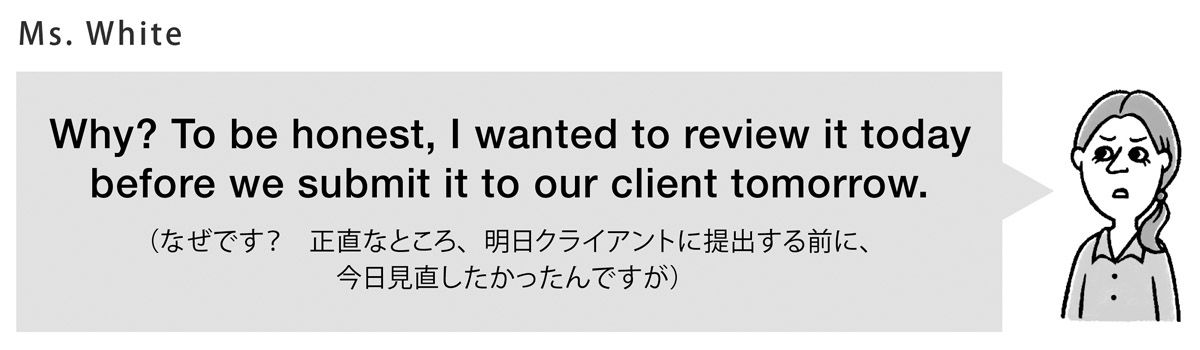 Ms. White
Why? To be honest, I wanted to review it today
before we submit it to our client tomorrow.
（なぜです？　正直なところ、明日クライアントに提出する前に、
今日見直したかったんですが）